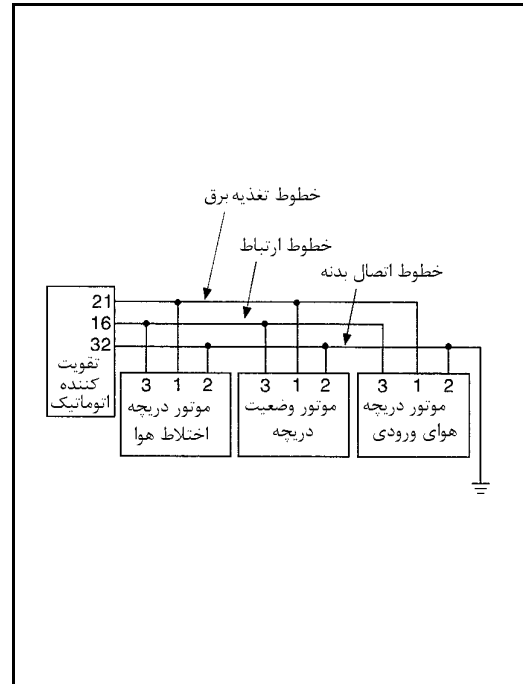 خطوط تغذیه برق
خطوط ارتباط
خطوط اتصال بدنه
21
16
32
تقویت
کننده
اتوماتیک
3 1 2
موتور دریچه
اختلاط هوا
3 1 2
موتور وضعیت
دریچه
3 1 2
موتور دریچه
هوای ورودی